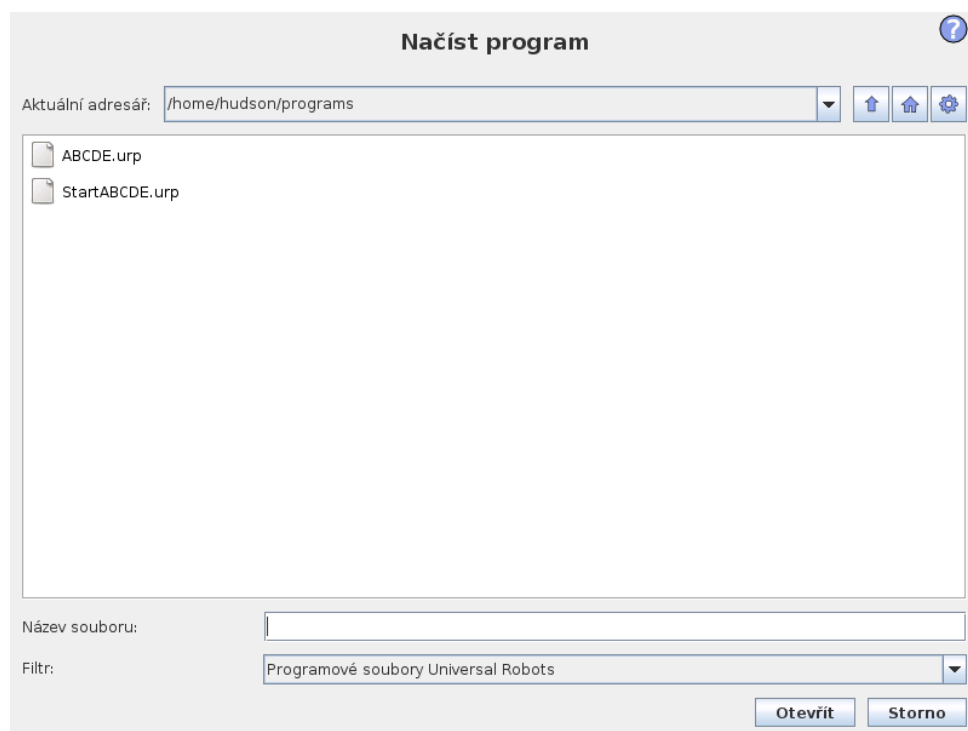 Načíst program
?
Aktuální adresář: /home/hudson/programs
ABCDE.urp
StartABCDE.urp
Název souboru:
Filtr: Programové soubory Universal Robots
Otevřít Storno